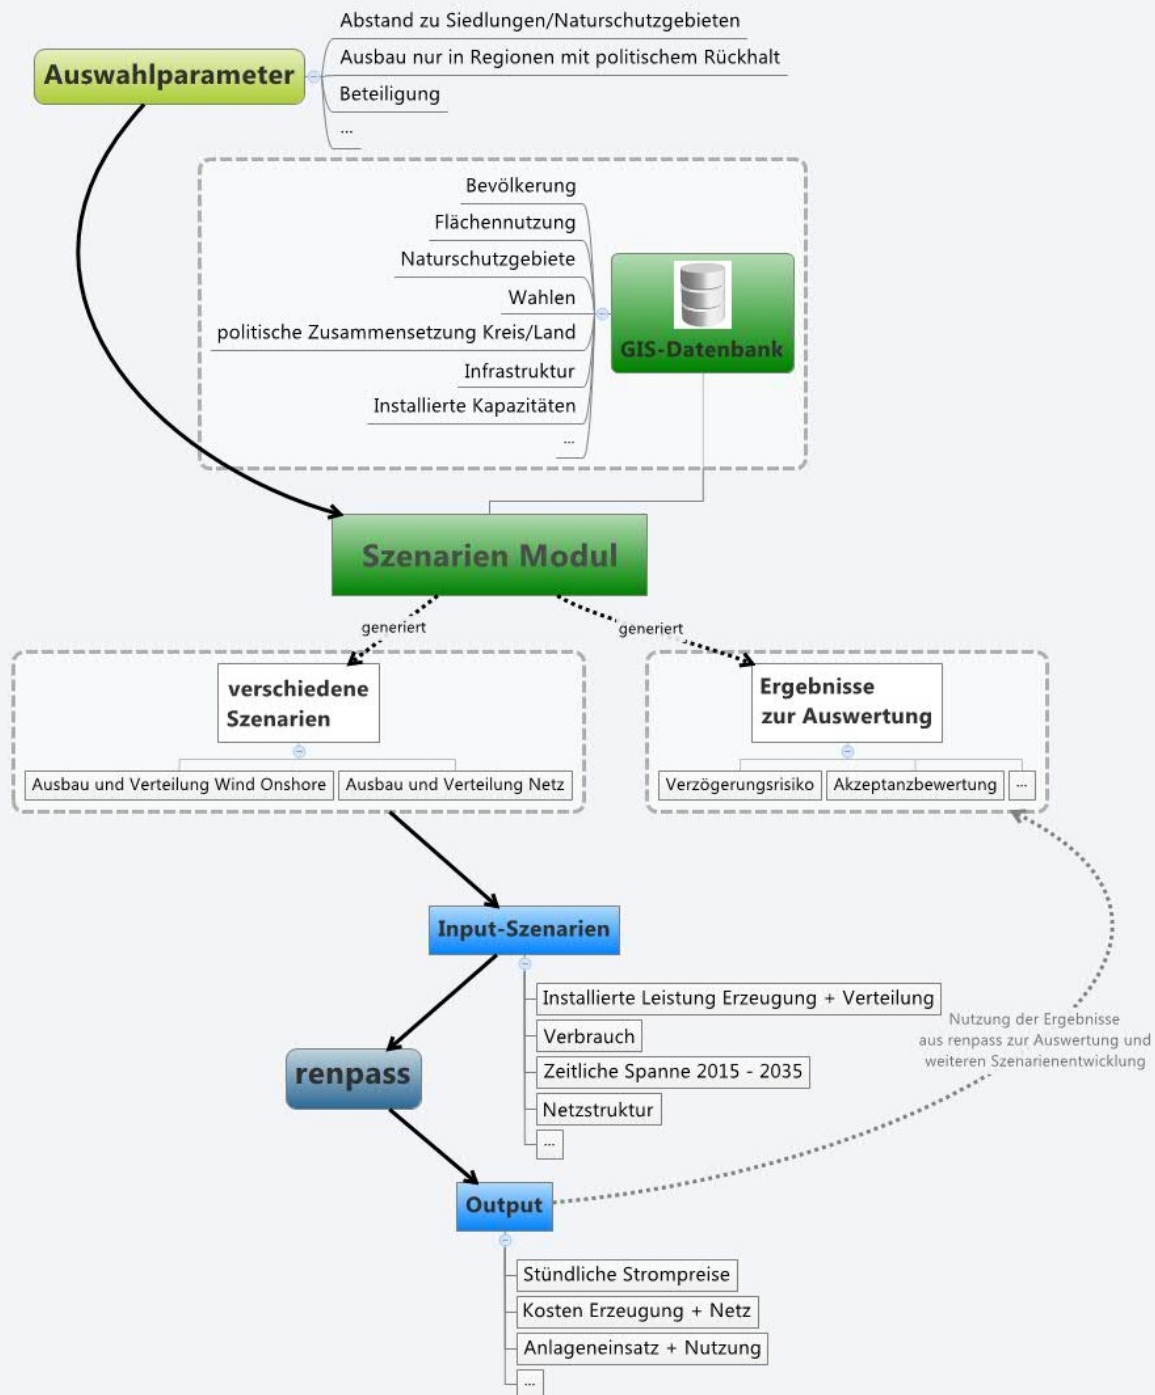 Auswahlparameter
Abstand zu Siedlungen/Naturschutzgebieten
Ausbau nur in Regionen mit politischem Rückhalt
Beteiligung
...
Bevölkerung
Flächennutzung
Naturschutzgebiete
Wahlen
politische Zusammensetzung Kreis/Land
Infrastruktur
Installierte Kapazitäten
...
GIS-Datenbank
Szenarien Modul
generiert
generiert
verschiedene
Szenarien
Ausbau und Verteilung Wind Onshore
Ausbau und Verteilung Netz
Ergebnisse
zur Auswertung
Verzögerungsrisiko
Akzeptanzbewertung
...
Input-Szenarien
Installierte Leistung Erzeugung + Verteilung
Verbrauch
Zeitliche Spanne 2015 - 2035
Netzstruktur
...
renpass
Nutzung der Ergebnisse
aus renpass zur Auswertung und
weiteren Szenarienentwicklung
Output
Stündliche Strompreise
Kosten Erzeugung + Netz
Anlageneinsatz + Nutzung
...